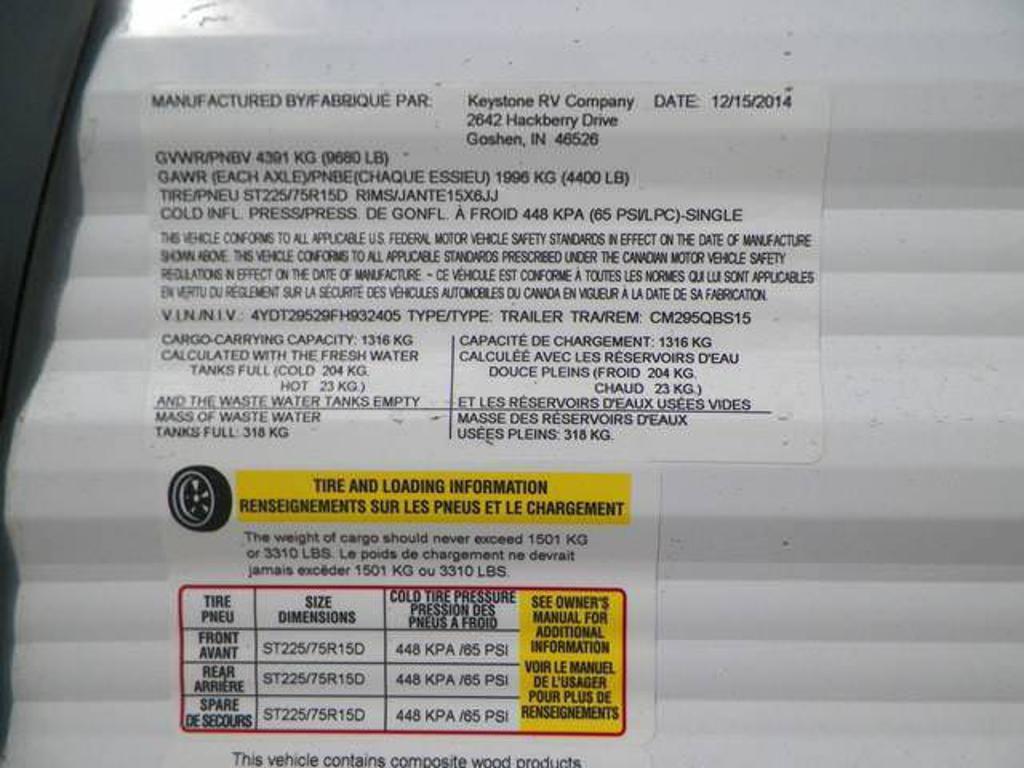 MANUFACTURED BY/FABRIQUÉ PAR: Keystone RV Company DATE: 12/15/2014
2642 Hackberry Drive
Goshen, IN 46526
GVWR/PNBV 4391 KG (9680 LB)
GAWR (EACH AXLE)/PNBE(CHAQUE ESSIEU) 1996 KG (4400 LB)
TIRE/PNEU ST225/75R15D RIMS/JANTE15X6JJ
COLD INFL. PRESS/PRESS. DE GONFL. À FROID 448 KPA (65 PSI/LPC)-SINGLE
THIS VEHICLE CONFORMS TO ALL APPLICABLE U.S. FEDERAL MOTOR VEHICLE SAFETY STANDARDS IN EFFECT ON THE DATE OF MANUFACTURE
SHOWN ABOVE. THIS VEHICLE CONFORMS TO ALL APPLICABLE STANDARDS PRESCRIBED UNDER THE CANADIAN MOTOR VEHICLE SAFETY
REGULATIONS IN EFFECT ON THE DATE OF MANUFACTURE - CE VÉHICULE EST CONFORME À TOUTES LES NORMES QUI LUI SONT APPLICABLES
EN VERTU DU RÈGLEMENT SUR LA SÉCURITÉ DES VÉHICULES AUTOMOBILES DU CANADA EN VIGUEUR À LA DATE DE SA FABRICATION.
V.I.N./N.I.V.: 4YDT29529FH932405 TYPE/TYPE: TRAILER TRA/REM: CM295QBS15
CARGO-CARRYING CAPACITY: 1316 KG
CALCULATED WITH THE FRESH WATER
TANKS FULL (COLD 204 KG.
HOT 23 KG.)
AND THE WASTE WATER TANKS EMPTY
MASS OF WASTE WATER
TANKS FULL: 318 KG
CAPACITÉ DE CHARGEMENT: 1316 KG
CALCULÉE AVEC LES RÉSERVOIRS D'EAU
DOUCE PLEINS (FROID 204 KG.
CHAUD 23 KG.)
ET LES RÉSERVOIRS D'EAUX USÉES VIDES
MASSE DES RÉSERVOIRS D'EAUX
USÉES PLEINS: 318 KG.
TIRE AND LOADING INFORMATION
RENSEIGNEMENTS SUR LES PNEUS ET LE CHARGEMENT
The weight of cargo should never exceed 1501 KG
or 3310 LBS. Le poids de chargement ne devrait
jamais excéder 1501 KG ou 3310 LBS.
TIRE
PNEU
SIZE
DIMENSIONS
COLD TIRE PRESSURE
PRESSION DES
PNEUS A FROID
FRONT
AVANT
ST225/75R15D
448 KPA /65 PSI
REAR
ARRIÈRE
ST225/75R15D
448 KPA /65 PSI
SPARE
DE SECOURS
ST225/75R15D
448 KPA /65 PSI
SEE OWNER'S
MANUAL FOR
ADDITIONAL
INFORMATION
VOIR LE MANUEL
DE L'USAGER
POUR PLUS DE
RENSEIGNEMENTS
This vehicle contains composite wood products